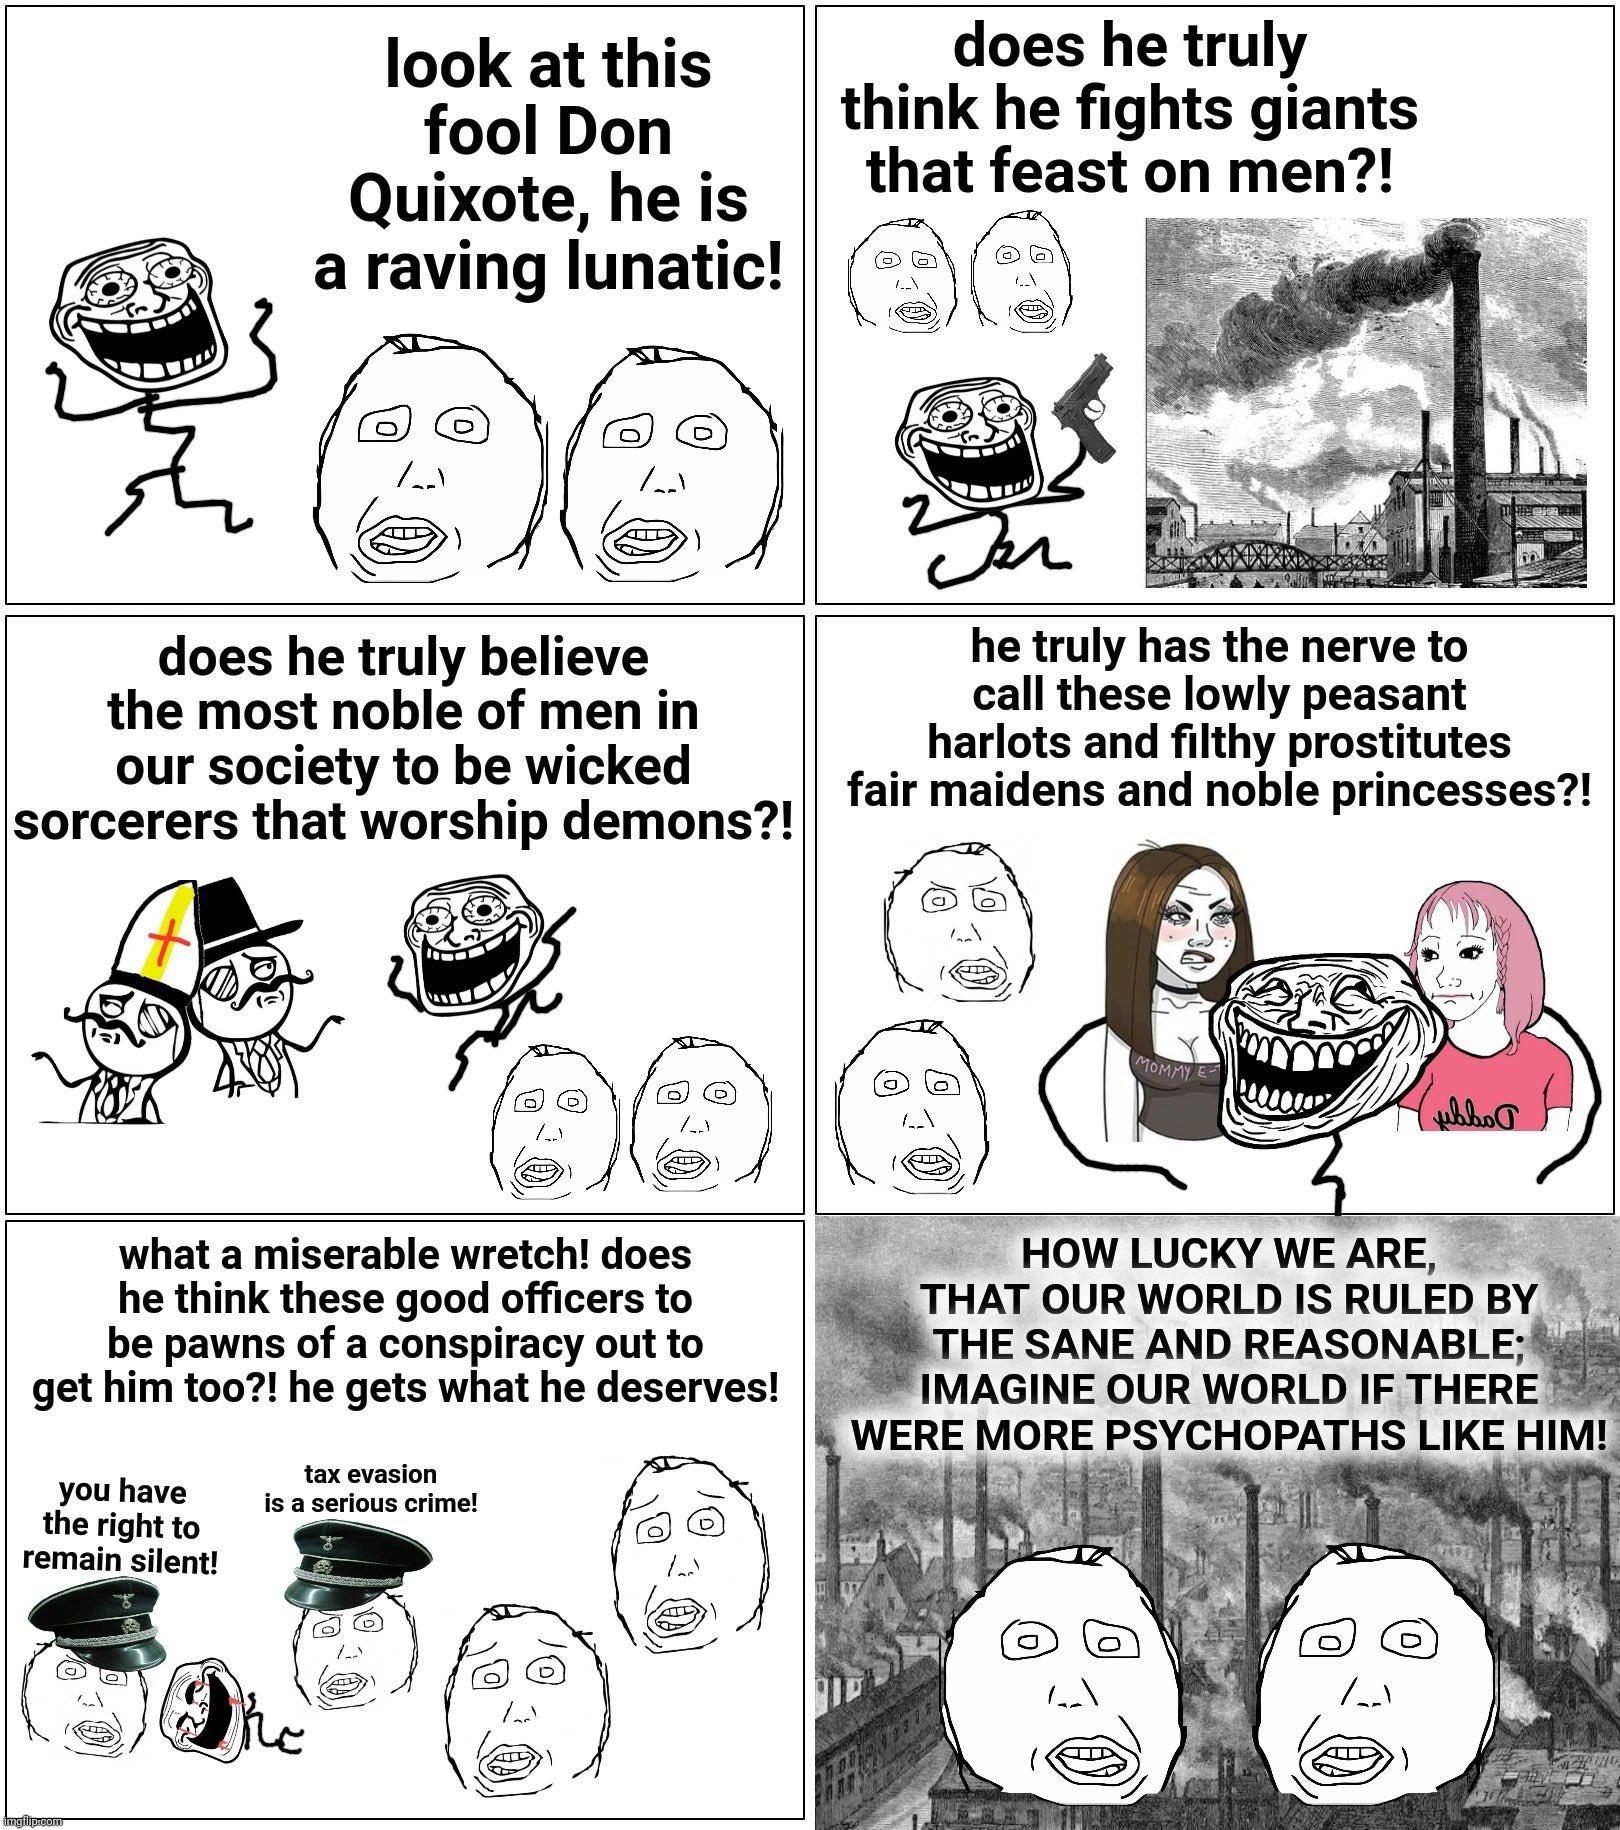 look at this
fool Don
Quixote, he is
a raving lunatic!
does he truly
think he fights giants
that feast on men?!
does he truly believe
the most noble of men in
our society to be wicked
sorcerers that worship demons?!
he truly has the nerve to
call these lowly peasant
harlots and filthy prostitutes
fair maidens and noble princesses?!
MOMMY E-
Daddy
what a miserable wretch! does
he think these good officers to
be pawns of a conspiracy out to
get him too?! he gets what he deserves!
you have
the right to
remain silent!
tax evasion
is a serious crime!
HOW LUCKY WE ARE,
THAT OUR WORLD IS RULED BY
THE SANE AND REASONABLE;
IMAGINE OUR WORLD IF THERE
WERE MORE PSYCHOPATHS LIKE HIM!
imgflip.com